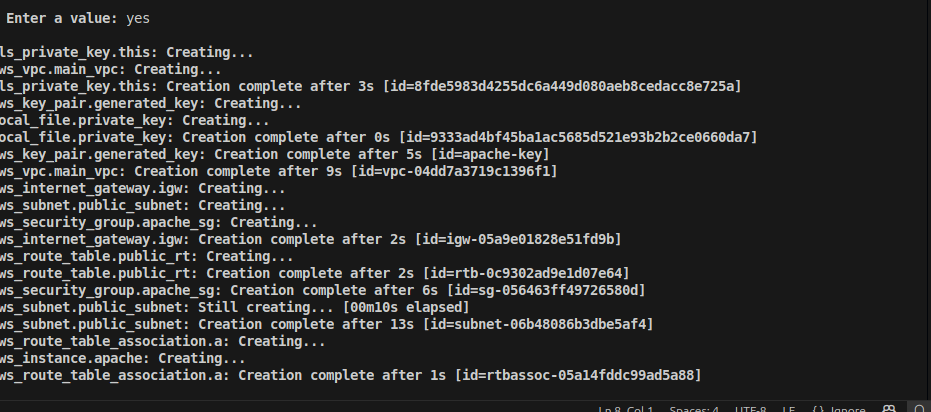 Enter a value: yes
ls_private_key.this: Creating...
ws_vpc.main_vpc: Creating...
ls_private_key.this: Creation complete after 3s [id=8fde5983d4255dc6a449d080aeb8cedacc8e725a]
ws_key_pair.generated_key: Creating...
ocal_file.private_key: Creating...
ocal_file.private_key: Creation complete after 0s [id=9333ad4bf45ba1ac5685d521e93b2b2ce0660da7]
ws_key_pair.generated_key: Creation complete after 5s [id=apache-key]
ws_vpc.main_vpc: Creation complete after 9s [id=vpc-04dd7a3719c1396f1]
ws_internet_gateway.igw: Creating...
ws_subnet.public_subnet: Creating...
ws_security_group.apache_sg: Creating...
ws_internet_gateway.igw: Creation complete after 2s [id=igw-05a9e01828e51fd9b]
ws_route_table.public_rt: Creating...
ws_route_table.public_rt: Creation complete after 2s [id=rtb-0c9302ad9e1d07e64]
ws_security_group.apache_sg: Creation complete after 6s [id=sg-056463ff49726580d]
ws_subnet.public_subnet: Still creating... [00m10s elapsed]
ws_subnet.public_subnet: Creation complete after 13s [id=subnet-06b48086b3dbe5af4]
ws_route_table_association.a: Creating...
ws_instance.apache: Creating...
ws_route_table_association.a: Creation complete after 1s [id=rtbassoc-05a14fddc99ad5a88]
Ln 8, Col 1 Spaces: 4 UTF-8 LF {} Ignore